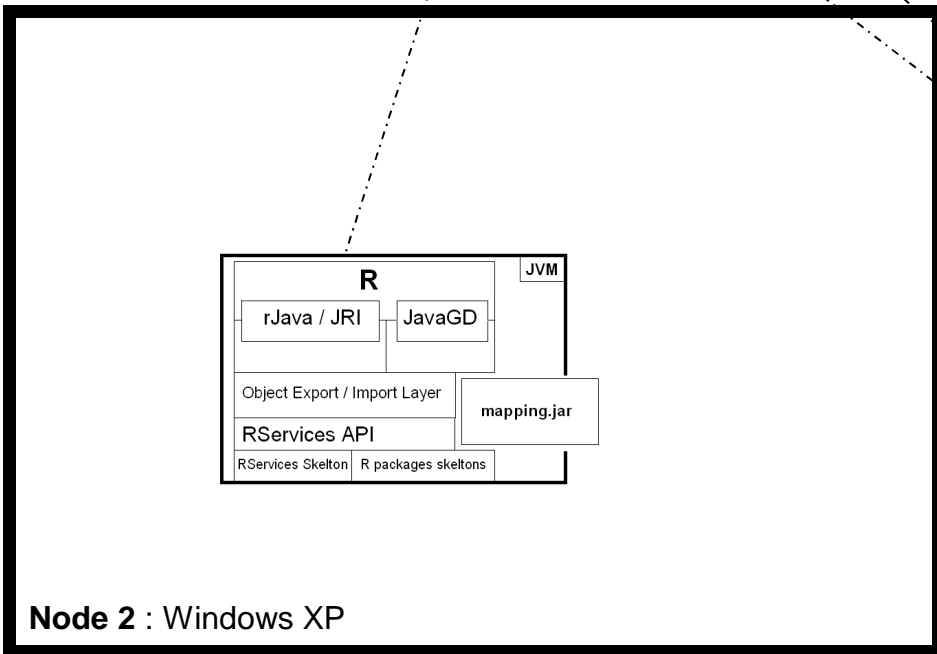 R
JVM
rJava / JRI
JavaGD
Object Export / Import Layer
mapping.jar
RServices API
RServices Skelton
R packages skeltons
Node 2 : Windows XP